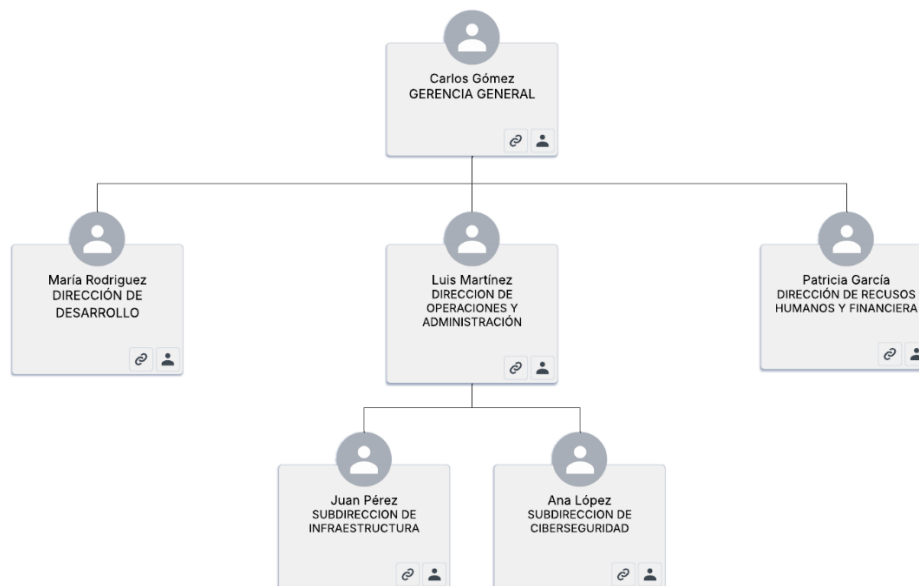 Carlos Gómez
GERENCIA GENERAL
María Rodriguez
DIRECCIÓN DE
DESARROLLO
Luis Martínez
DIRECCION DE
OPERACIONES Y
ADMINISTRACIÓN
Patricia García
DIRECCIÓN DE RECUSOS
HUMANOS Y FINANCIERA
Juan Pérez
SUBDIRECCION DE
INFRAESTRUCTURA
Ana López
SUBDIRECCION DE
CIBERSEGURIDAD